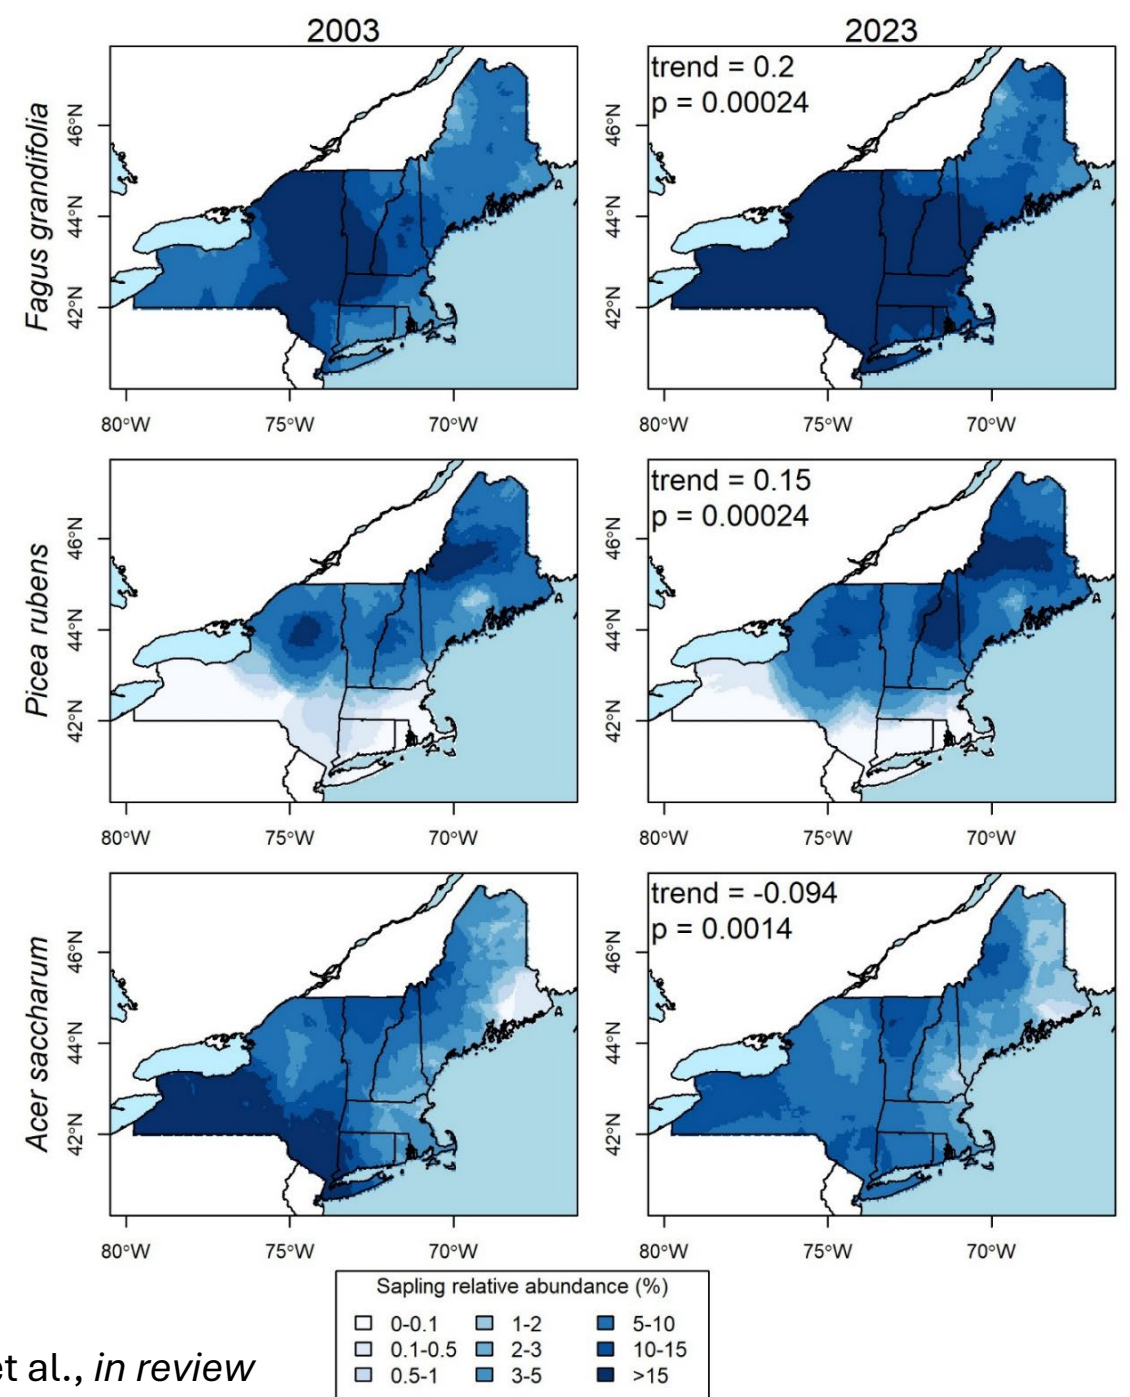 2003
2023
Fagus grandifolia
46°N
44°N
42°N
80°W 75°W 70°W
trend = 0.2
p = 0.00024
46°N
44°N
42°N
80°W 75°W 70°W
Picea rubens
46°N
44°N
42°N
80°W 75°W 70°W
trend = 0.15
p = 0.00024
46°N
44°N
42°N
80°W 75°W 70°W
Acer saccharum
46°N
44°N
42°N
80°W 75°W 70°W
trend = -0.094
p = 0.0014
46°N
44°N
42°N
80°W 75°W 70°W
Sapling relative abundance (%)
0-0.1 1-2 5-10
0.1-0.5 2-3 10-15
0.5-1 3-5 >15
et al., in review